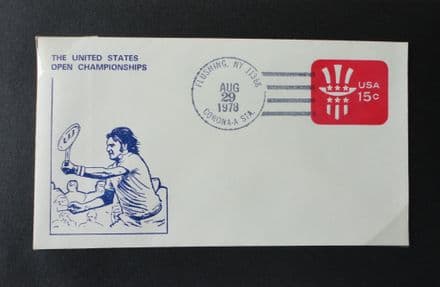 THE UNITED STATES
OPEN CHAMPIONSHIPS
FLUSHING, NY 11368
AUG
29
1978
CORONA-A STA.
USA
15c